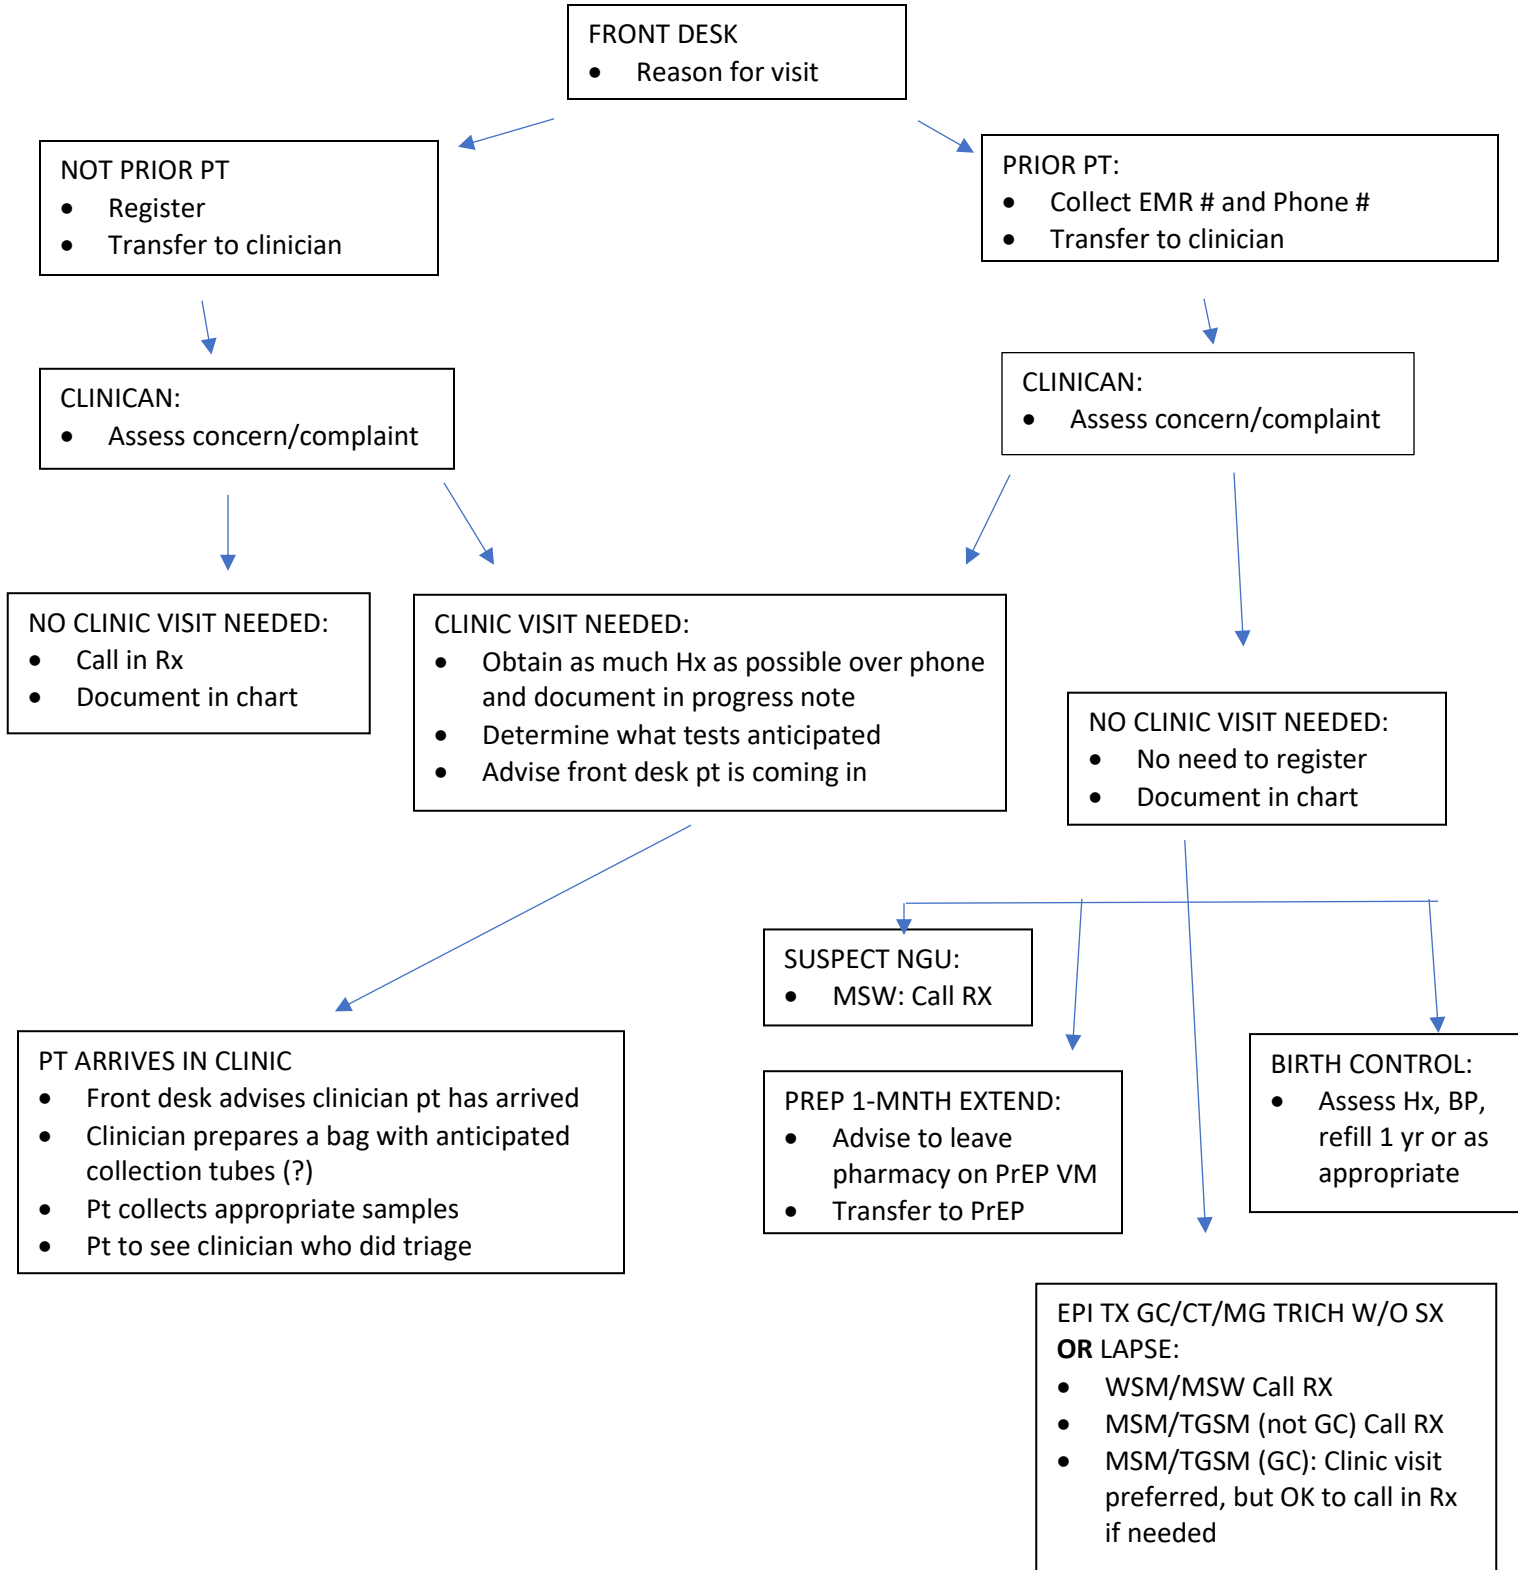 FRONT DESK
• Reason for visit
NOT PRIOR PT
• Register
• Transfer to clinician
PRIOR PT:
• Collect EMR # and Phone #
• Transfer to clinician
CLINICAN:
• Assess concern/complaint
CLINICAN:
• Assess concern/complaint
NO CLINIC VISIT NEEDED:
• Call in Rx
• Document in chart
CLINIC VISIT NEEDED:
• Obtain as much Hx as possible over phone
and document in progress note
• Determine what tests anticipated
• Advise front desk pt is coming in
NO CLINIC VISIT NEEDED:
• No need to register
• Document in chart
SUSPECT NGU:
• MSW: Call RX
PT ARRIVES IN CLINIC
• Front desk advises clinician pt has arrived
• Clinician prepares a bag with anticipated
collection tubes (?)
• Pt collects appropriate samples
• Pt to see clinician who did triage
PREP 1-MNTH EXTEND:
• Advise to leave
pharmacy on PrEP VM
• Transfer to PrEP
BIRTH CONTROL:
• Assess Hx, BP,
refill 1 yr or as
appropriate
EPI TX GC/CT/MG TRICH W/O SX
OR LAPSE:
• WSM/MSW Call RX
• MSM/TGSM (not GC) Call RX
• MSM/TGSM (GC): Clinic visit
preferred, but OK to call in Rx
if needed